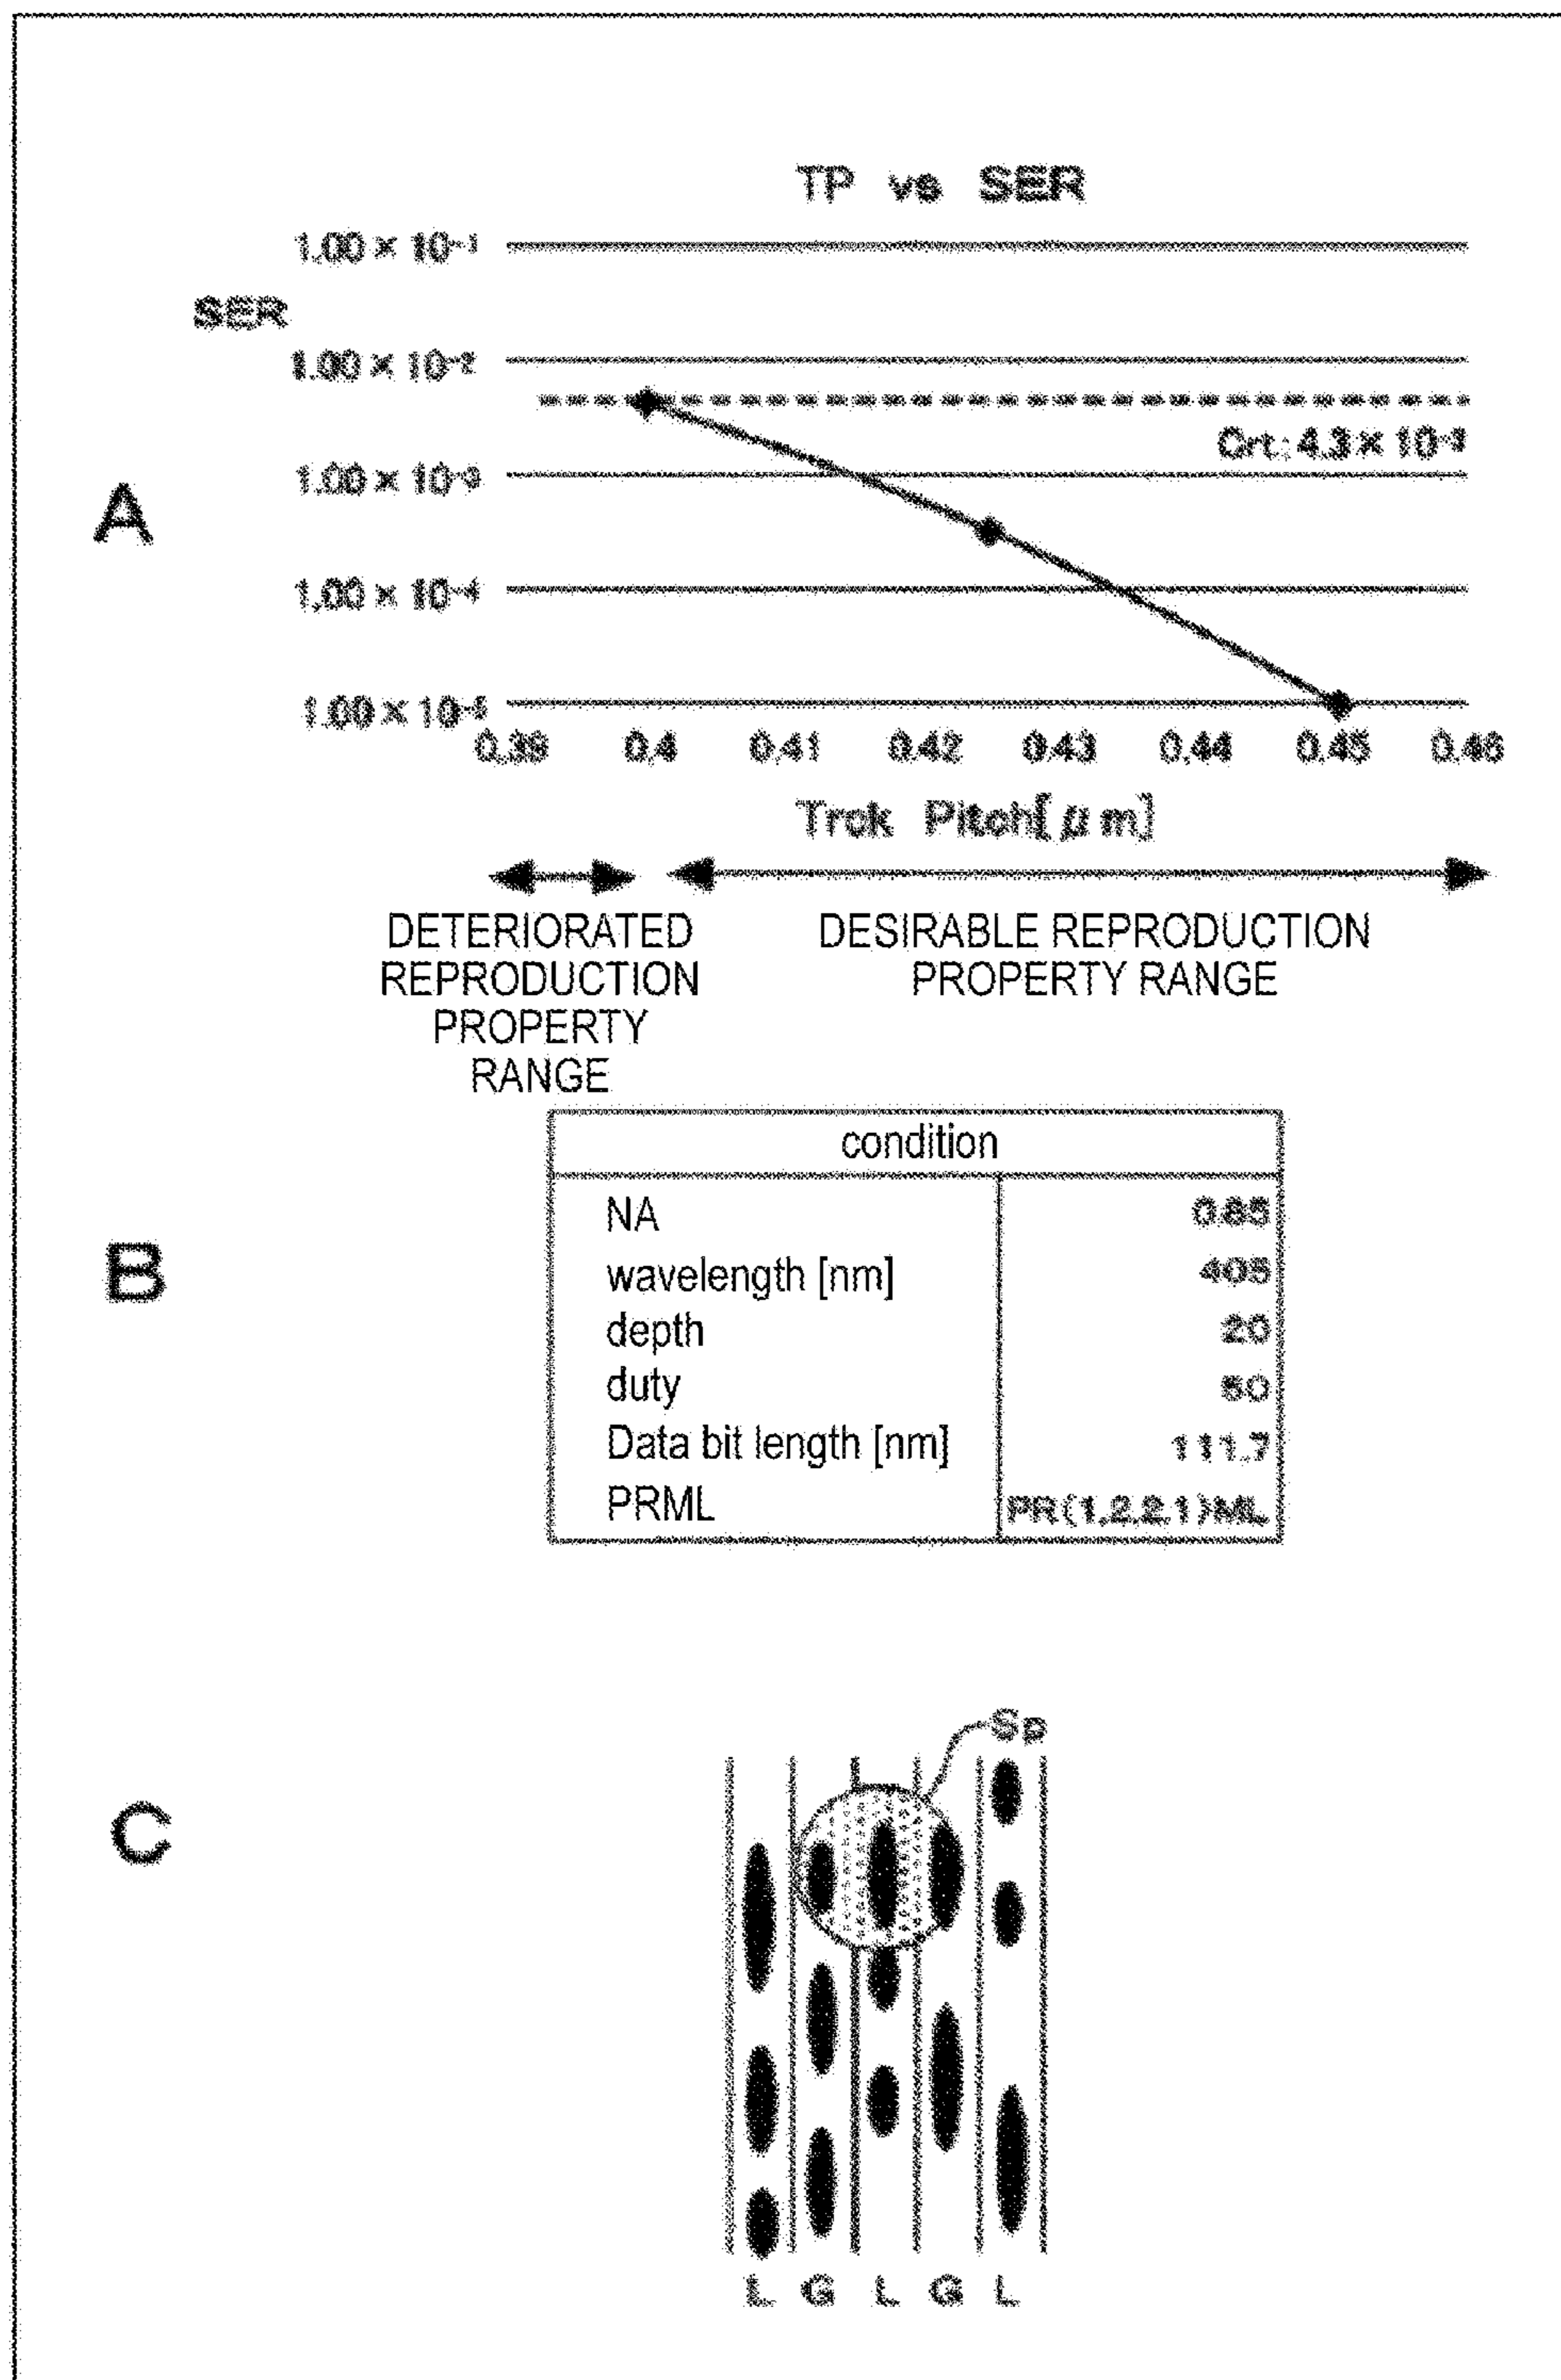 TP vs SER
1.00 × 10⁻¹
SER
1.00 × 10⁻²
Crt: 4.3 × 10⁻³
1.00 × 10⁻³
A
1.00 × 10⁻⁴
1.00 × 10⁻⁵
0.39 0.4 0.41 0.42 0.43 0.44 0.45 0.46
Trck Pitch[μm]
DETERIORATED
REPRODUCTION
PROPERTY
RANGE
DESIRABLE REPRODUCTION
PROPERTY RANGE
B
condition
NA 0.85
wavelength [nm] 405
depth 20
duty 50
Data bit length [nm] 111.7
PRML PR(1,2,2,1)ML
C
Sp
L G L G L